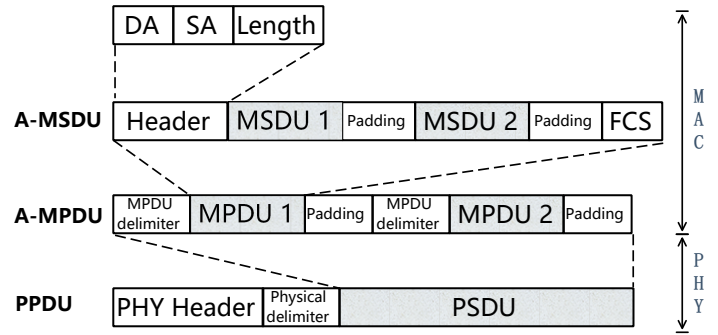 DA SA Length
A-MSDU Header MSDU 1 Padding MSDU 2 Padding FCS
MAC
A-MPDU MPDU delimiter MPDU 1 Padding MPDU delimiter MPDU 2 Padding
PPDU PHY Header Physical delimiter PSDU
PHY